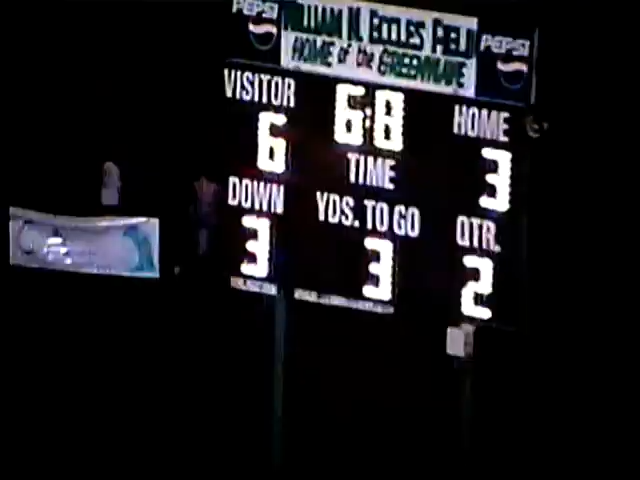 PEPSI WILLIAM N. ECCLES FIELD PEPSI
HOME of the GREENWAVE
VISITOR 6:8 HOME
6 TIME 3
DOWN YDS. TO GO QTR.
3 3 2